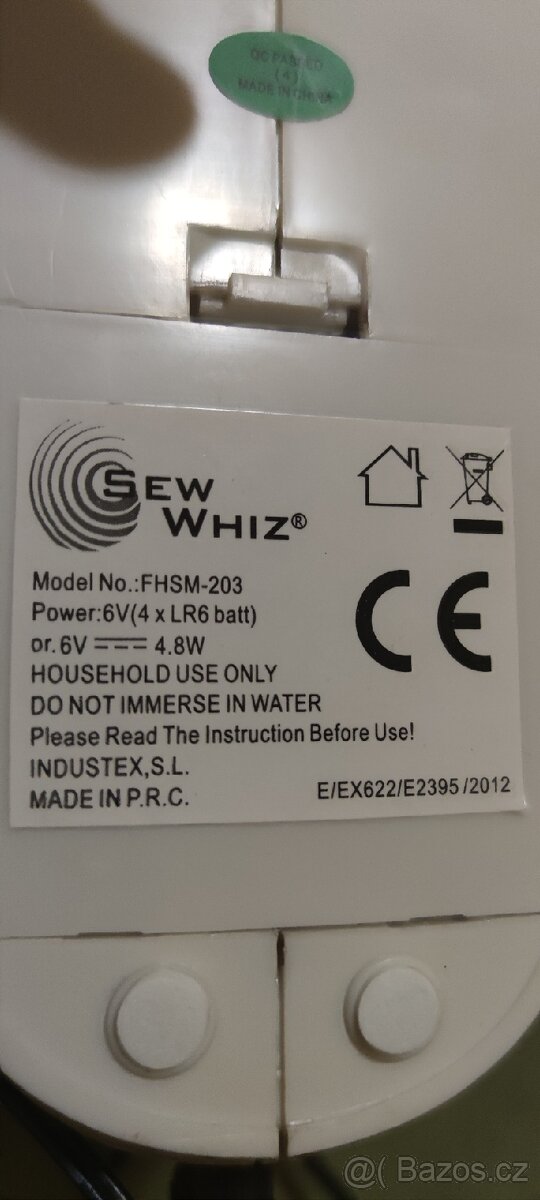 QC PASSED
(4)
MADE IN CHINA
SEW
WHIZ®
Model No.:FHSM-203
Power:6V(4 x LR6 batt)
or. 6V 4.8W
HOUSEHOLD USE ONLY
DO NOT IMMERSE IN WATER
Please Read The Instruction Before Use!
INDUSTEX,S.L.
MADE IN P.R.C.
CE
E/EX622/E2395 /2012
@( Bazos.cz